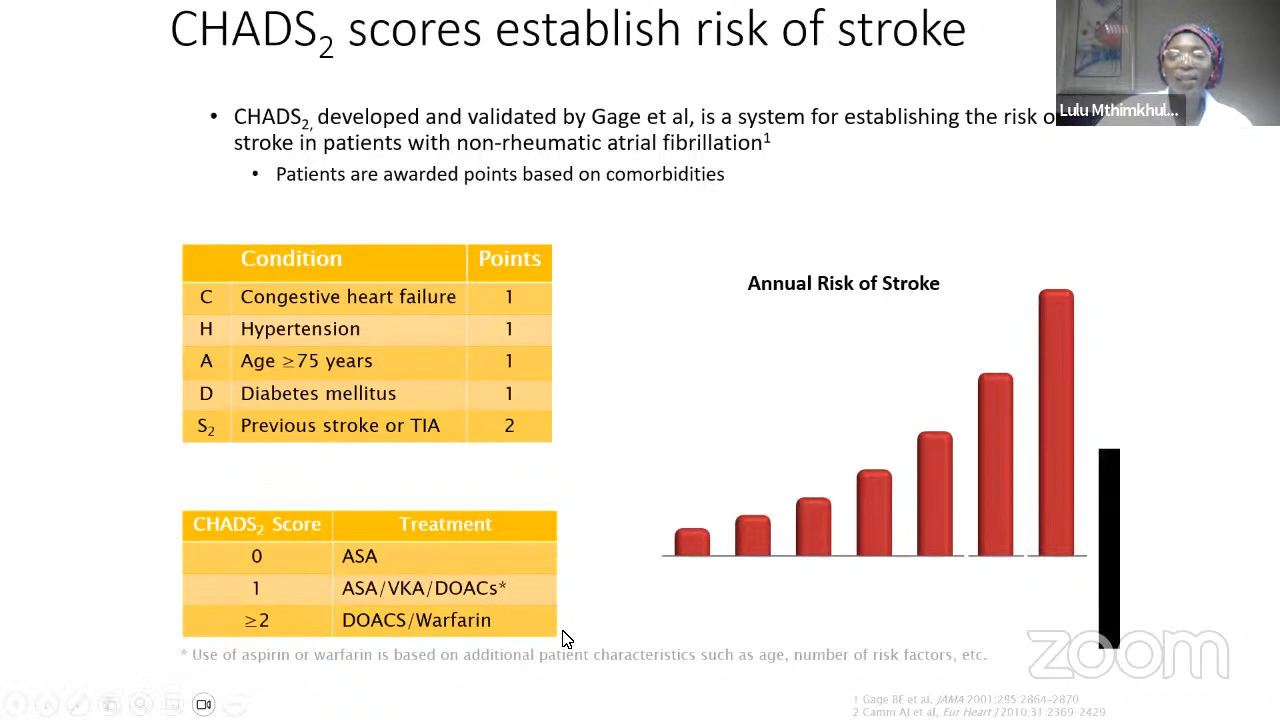 CHADS2 scores establish risk of stroke
Lulu Mthimkhul...
• CHADS2, developed and validated by Gage et al, is a system for establishing the risk o
stroke in patients with non-rheumatic atrial fibrillation1
• Patients are awarded points based on comorbidities
Condition Points
C Congestive heart failure 1
H Hypertension 1
A Age ≥75 years 1
D Diabetes mellitus 1
S2 Previous stroke or TIA 2
Annual Risk of Stroke
CHADS2 Score Treatment
0 ASA
1 ASA/VKA/DOACs*
≥2 DOACS/Warfarin
* Use of aspirin or warfarin is based on additional patient characteristics such as age, number of risk factors, etc.
zoom
1 Gage BF et al, JAMA 2001;285:2864-2870
2 Camm AJ et al, Eur Heart J 2010;31:2369-2429